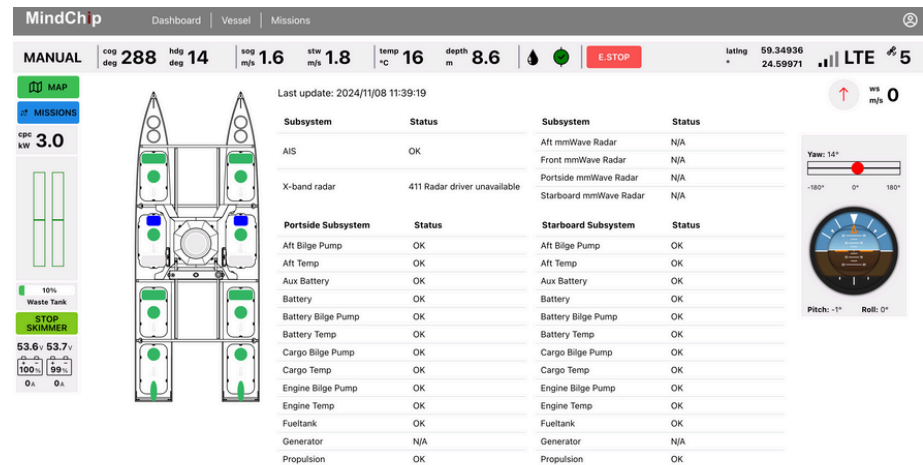 MindChip Dashboard Vessel Missions
MANUAL cog deg 288 hdg deg 14 sog m/s 1.6 stw m/s 1.8 temp °C 16 depth m 8.6 E.STOP latlng ° 59.34936 24.59971 LTE 5
MAP
MISSIONS
cpc kW 3.0
10%
Waste Tank
STOP SKIMMER
53.6V 53.7V
100% 99%
0A 0A
Last update: 2024/11/08 11:39:19
Subsystem Status
AIS OK
X-band radar 411 Radar driver unavailable
Subsystem Status
Aft mmWave Radar N/A
Front mmWave Radar N/A
Portside mmWave Radar N/A
Starboard mmWave Radar N/A
Portside Subsystem Status
Aft Bilge Pump OK
Aft Temp OK
Aux Battery OK
Battery OK
Battery Bilge Pump OK
Battery Temp OK
Cargo Bilge Pump OK
Cargo Temp OK
Engine Bilge Pump OK
Engine Temp OK
Fueltank OK
Generator N/A
Propulsion OK
Starboard Subsystem Status
Aft Bilge Pump OK
Aft Temp OK
Aux Battery OK
Battery OK
Battery Bilge Pump OK
Battery Temp OK
Cargo Bilge Pump OK
Cargo Temp OK
Engine Bilge Pump OK
Engine Temp OK
Fueltank OK
Generator N/A
Propulsion OK
ws m/s 0
Yaw: 14°
-180° 0° 180°
Pitch: -1° Roll: 0°